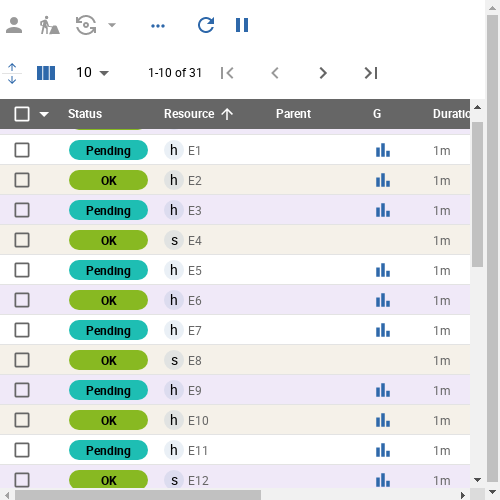 10 1-10 of 31
Status Resource Parent G Duratio
Pending h E1 1m
OK h E2 1m
Pending h E3 1m
OK s E4 1m
Pending h E5 1m
OK h E6 1m
Pending h E7 1m
OK s E8 1m
Pending h E9 1m
OK h E10 1m
Pending h E11 1m
OK s E12 1m